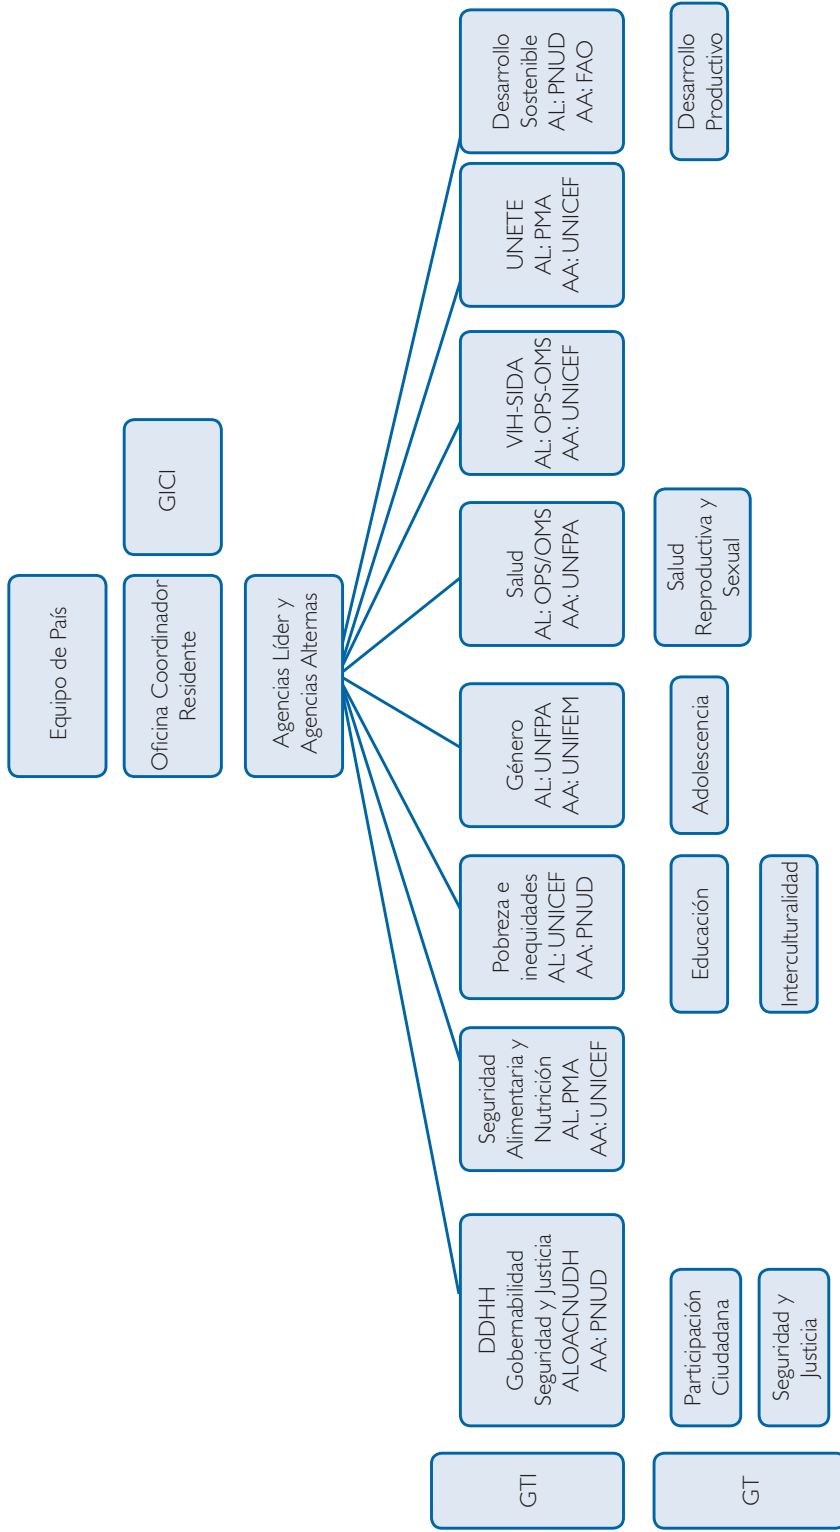 Equipo de País
Oficina Coordinador
Residente
GICI
Agencias Líder y
Agencias Alternas
GTI
DDHH
Gobernabilidad
Seguridad y Justicia
ALOACNUDH
AA: PNUD
Seguridad
Alimentaria y
Nutrición
AL. PMA
AA: UNICEF
Pobreza e
inequidades
AL: UNICEF
AA: PNUD
Género
AL: UNFPA
AA: UNIFEM
Salud
AL: OPS/OMS
AA: UNFPA
VIH-SIDA
AL: OPS-OMS
AA: UNICEF
UNETE
AL: PMA
AA: UNICEF
Desarrollo
Sostenible
AL: PNUD
AA: FAO
GT
Participación
Ciudadana
Seguridad y
Justicia
Educación
Interculturalidad
Adolescencia
Salud
Reproductiva y
Sexual
Desarrollo
Productivo